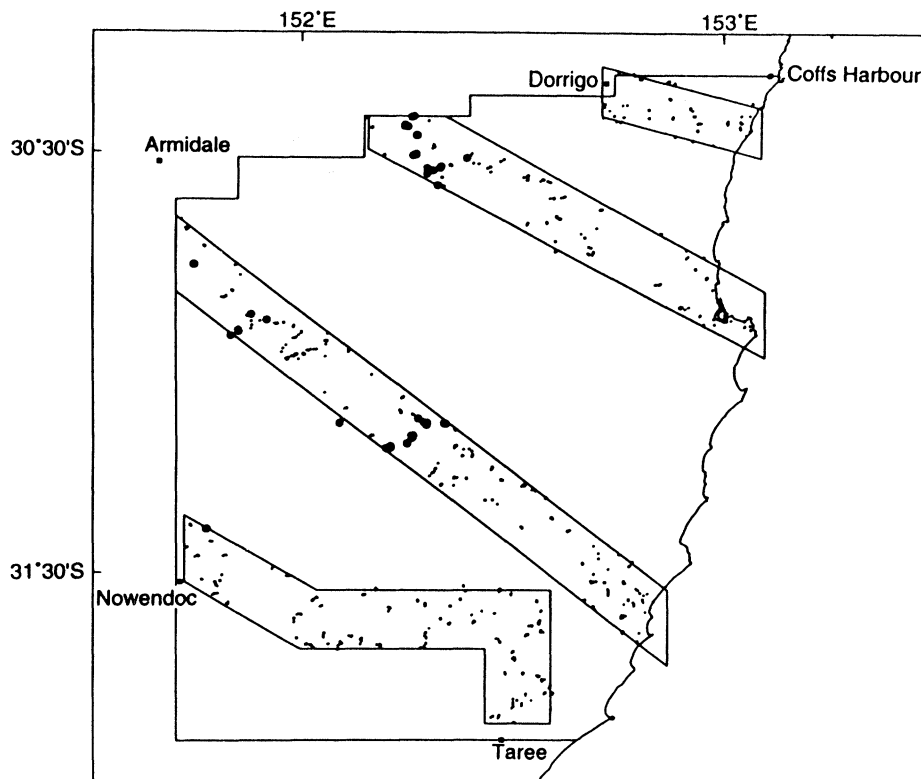 152°E
153°E
Dorrigo
Coffs Harbour
Armidale
30°30'S
31°30'S
Nowendoc
Taree